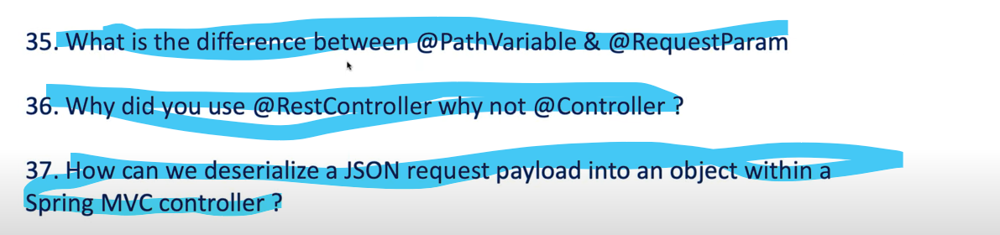 35. What is the difference between @PathVariable & @RequestParam
36. Why did you use @RestController why not @Controller ?
37. How can we deserialize a JSON request payload into an object within a
Spring MVC controller ?